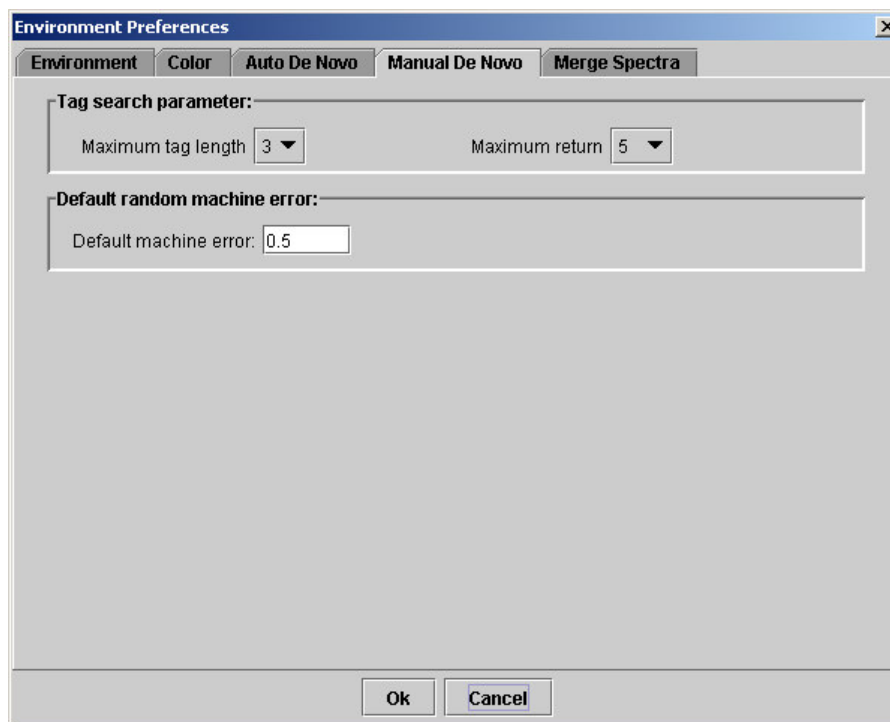 Environment Preferences
Environment Color Auto De Novo Manual De Novo Merge Spectra
Tag search parameter:
Maximum tag length 3 Maximum return 5
Default random machine error:
Default machine error: 0.5
Ok Cancel